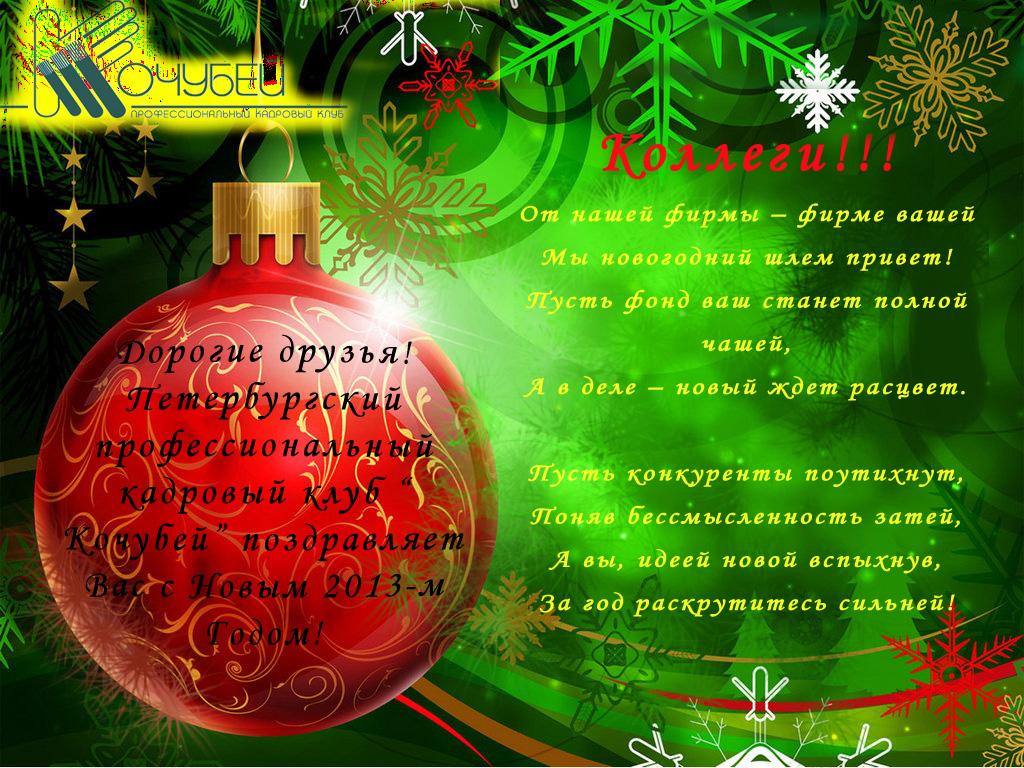 Кочубей
ПРОФЕССИОНАЛЬНЫЙ КАДРОВЫЙ КЛУБ
Дорогие друзья!
Петербургский
профессиональный
кадровый клуб “
Кочубей” поздравляет
Вас с Новым 2013-м
Годом!
Коллеги!!!
От нашей фирмы – фирме вашей
Мы новогодний шлем привет!
Пусть фонд ваш станет полной
чашей,
А в деле – новый ждет расцвет.
Пусть конкуренты поутихнут,
Поняв бессмысленность затей,
А вы, идеей новой вспыхнув,
За год раскрутитесь сильней!